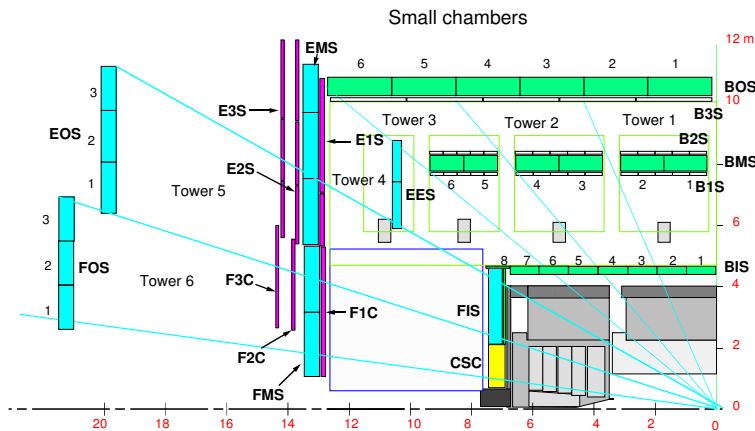 Small chambers
12 m
EMS
6 5 4 3 2 1
BOS
3
E3S
10
B3S
Tower 3
Tower 2
Tower 1
EOS
2
E1S
B2S
8
BMS
E2S
Tower 4
1
Tower 5
EES
6 5
4 3
2 1
B1S
3
6
FOS
2
Tower 6
F3C
8 7 6 5 4 3 2 1
BIS
4
1
F1C
FIS
F2C
CSC
2
FMS
0
20 18 16 14 12 10 8 6 4 2 0